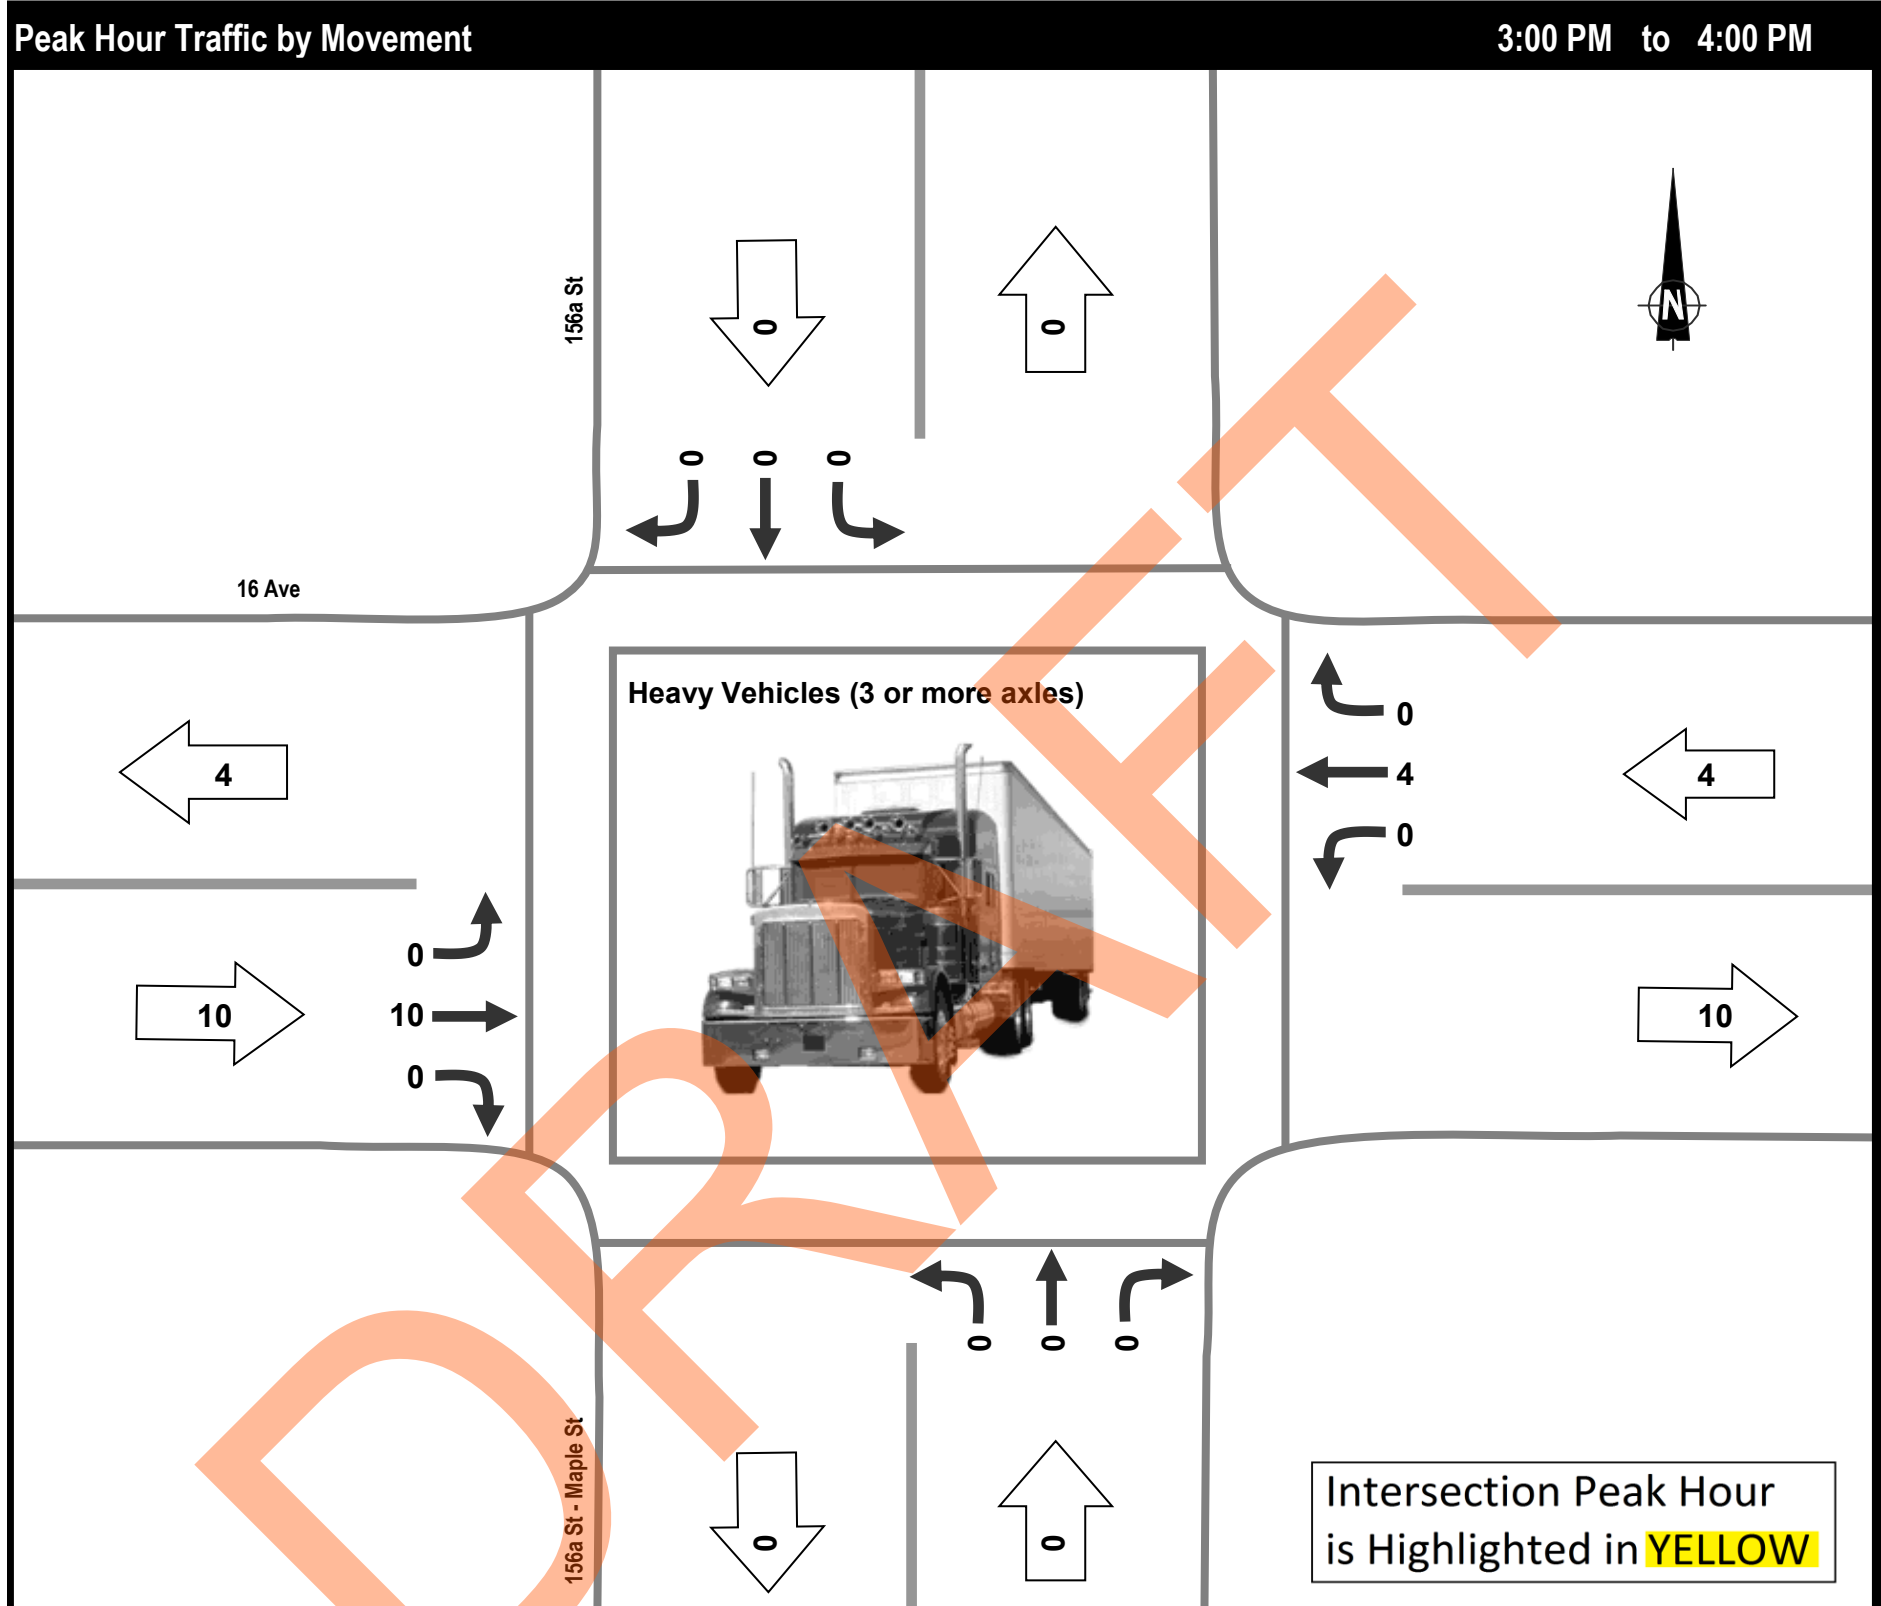 Peak Hour Traffic by Movement
3:00 PM to 4:00 PM
156a St
0
0
N
0 0 0
16 Ave
Heavy Vehicles (3 or more axles)
0
4
4
4
0
0
10
10
10
0
0 0 0
156a St - Maple St
0
0
Intersection Peak Hour
is Highlighted in YELLOW
DRAFT